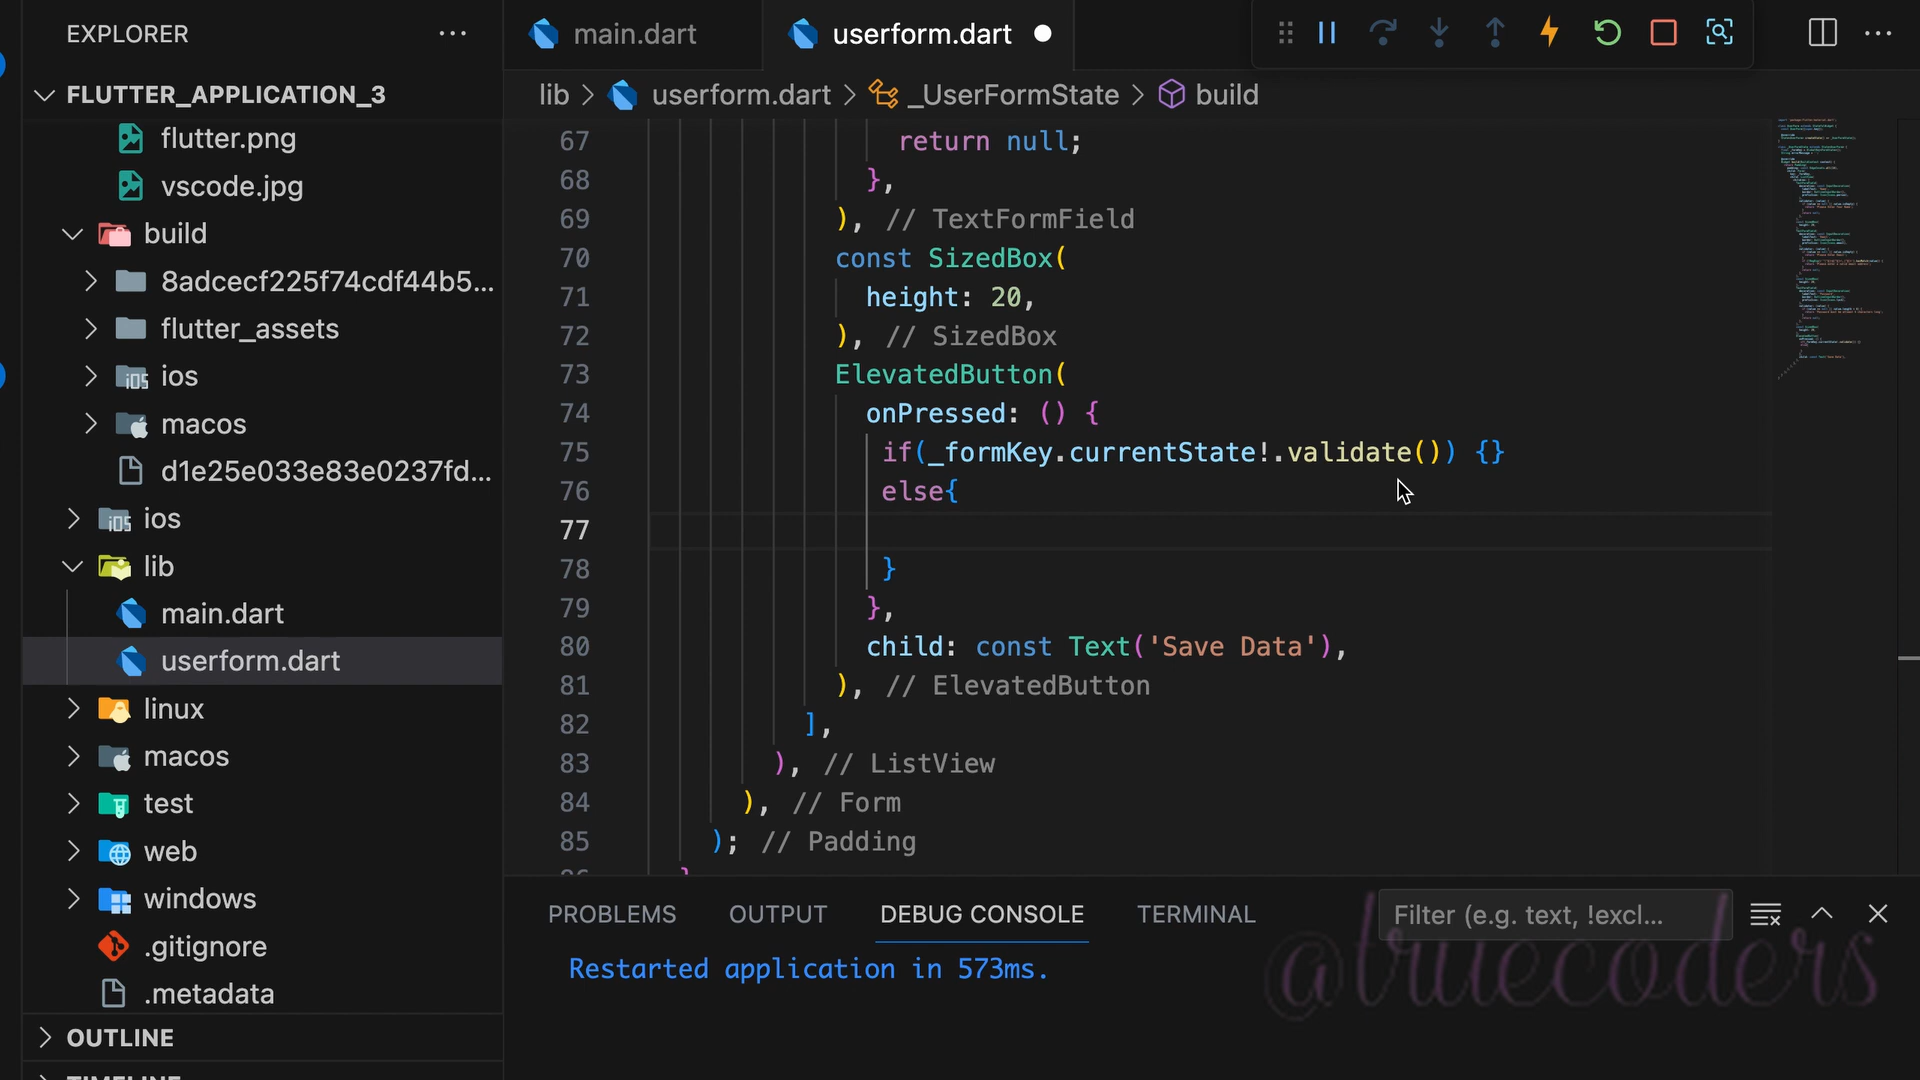 EXPLORER
FLUTTER_APPLICATION_3
flutter.png
vscode.jpg
build
8adcecf225f74cdf44b5...
flutter_assets
ios
macos
d1e25e033e83e0237fd...
ios
lib
main.dart
userform.dart
linux
macos
test
web
windows
.gitignore
.metadata
OUTLINE
TIMELINE
main.dart
userform.dart
lib > userform.dart > _UserFormState > build
67 return null;
68 },
69 ), // TextFormField
70 const SizedBox(
71 height: 20,
72 ), // SizedBox
73 ElevatedButton(
74 onPressed: () {
75 if(_formKey.currentState!.validate()) {}
76 else{
77
78 }
79 },
80 child: const Text('Save Data'),
81 ), // ElevatedButton
82 ],
83 ), // ListView
84 ), // Form
85 ); // Padding
86 }
PROBLEMS OUTPUT DEBUG CONSOLE TERMINAL Filter (e.g. text, !excl...
Restarted application in 573ms.
@truecoders